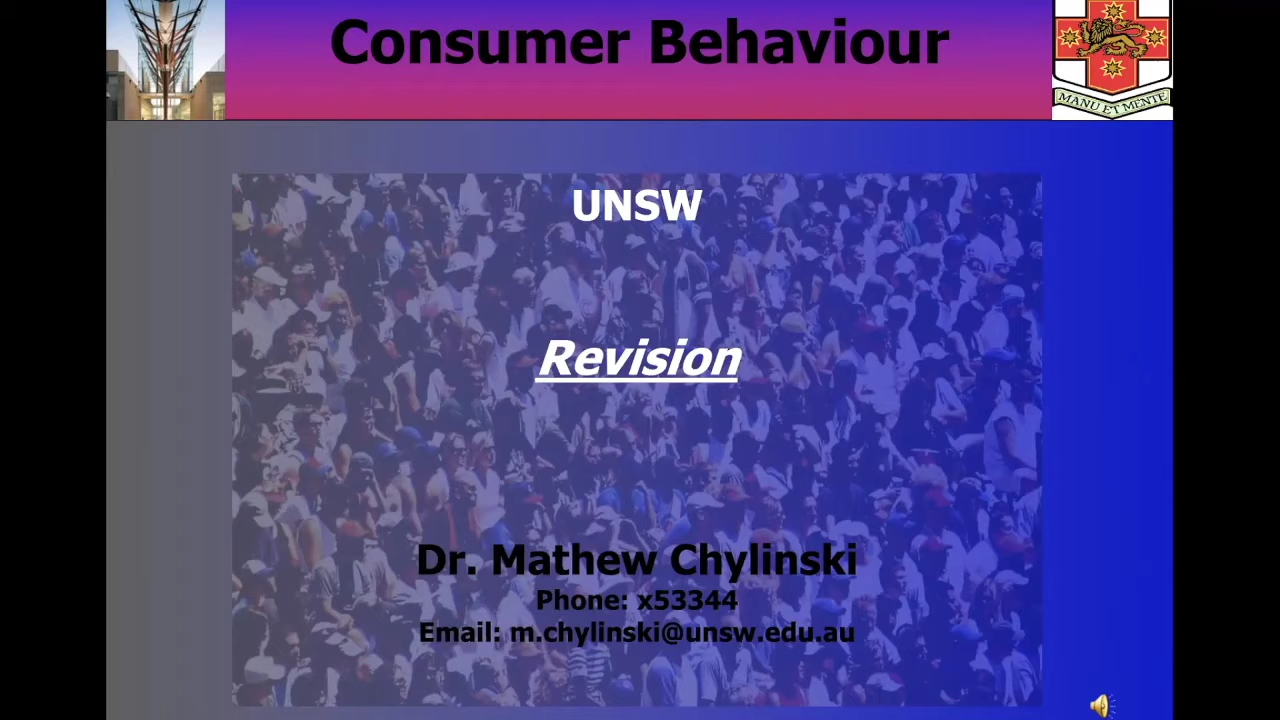 Consumer Behaviour
MANU ET MENTE
UNSW
Revision
Dr. Mathew Chylinski
Phone: x53344
Email: m.chylinski@unsw.edu.au